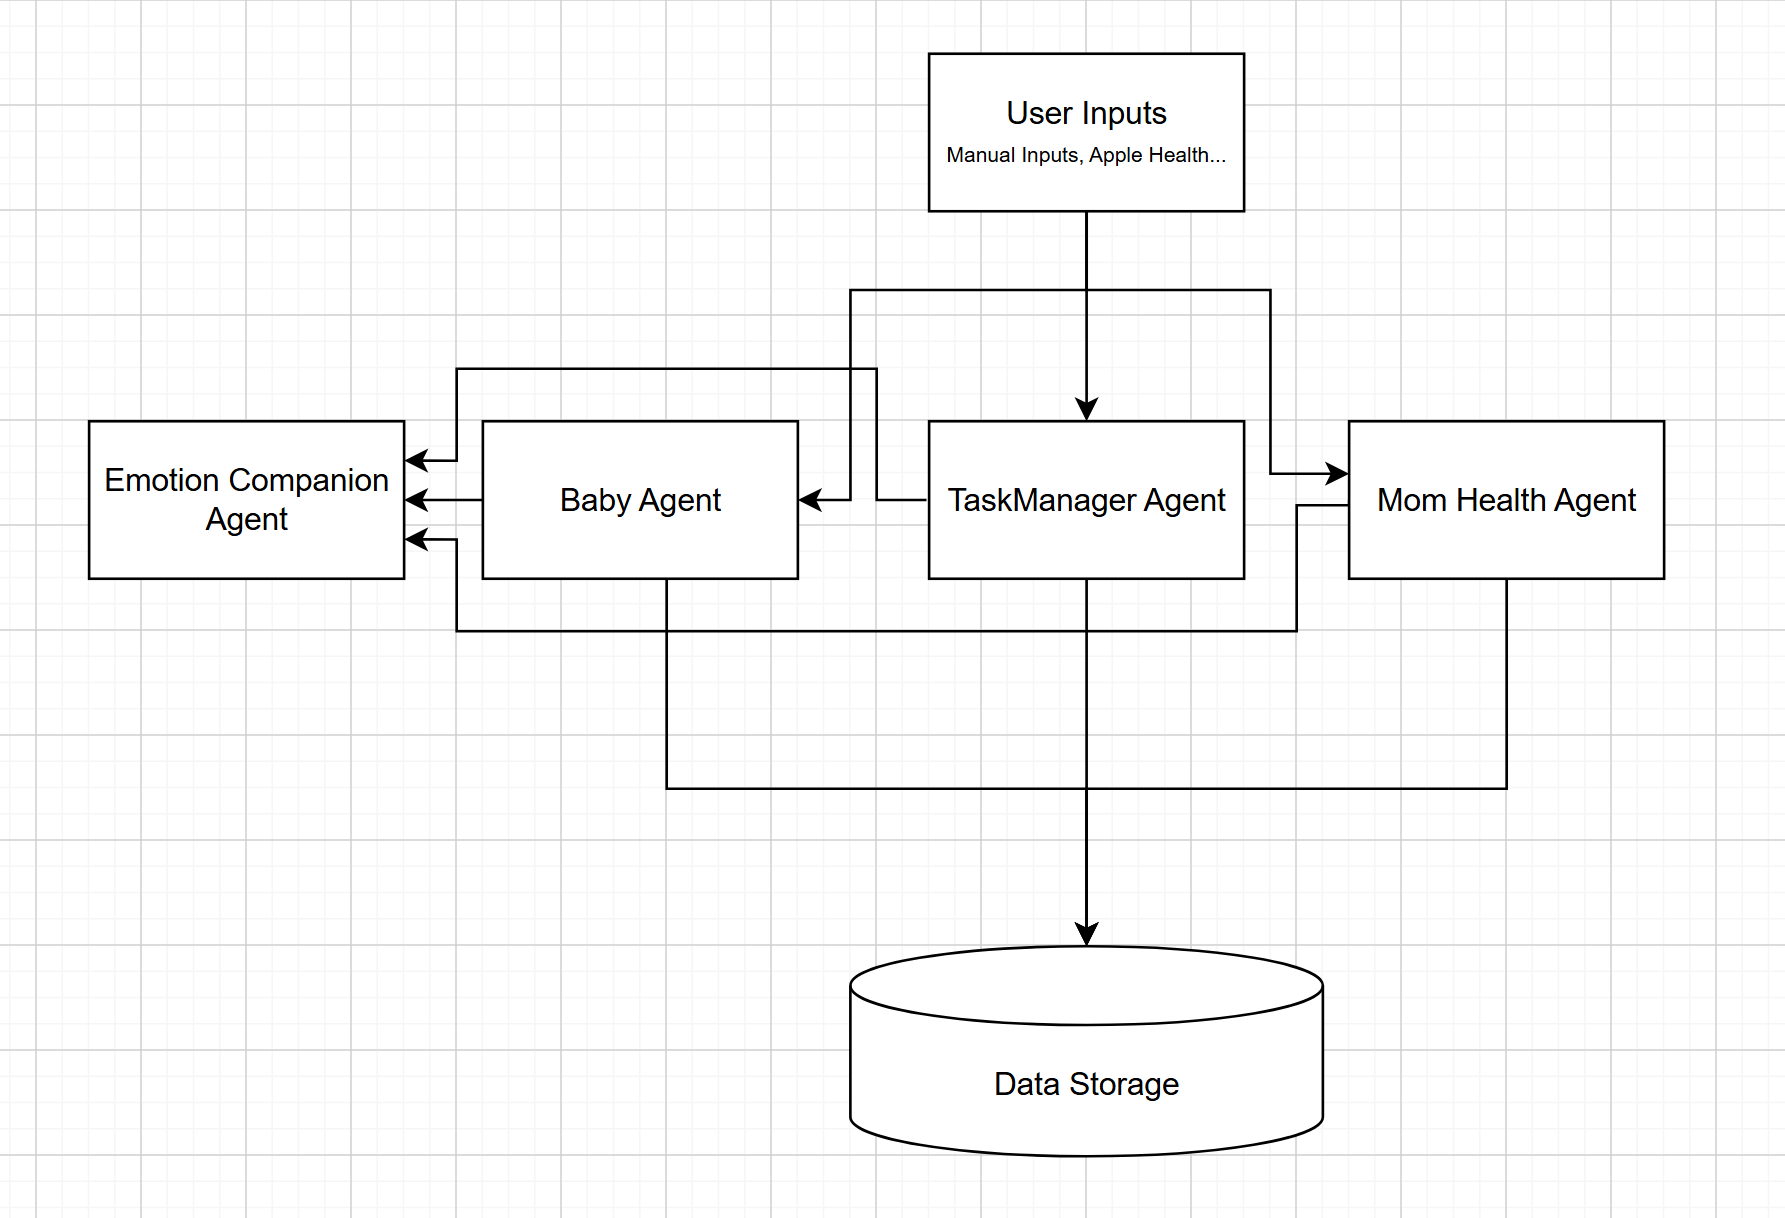 User Inputs
Manual Inputs, Apple Health...
Emotion Companion
Agent
Baby Agent
TaskManager Agent
Mom Health Agent
Data Storage